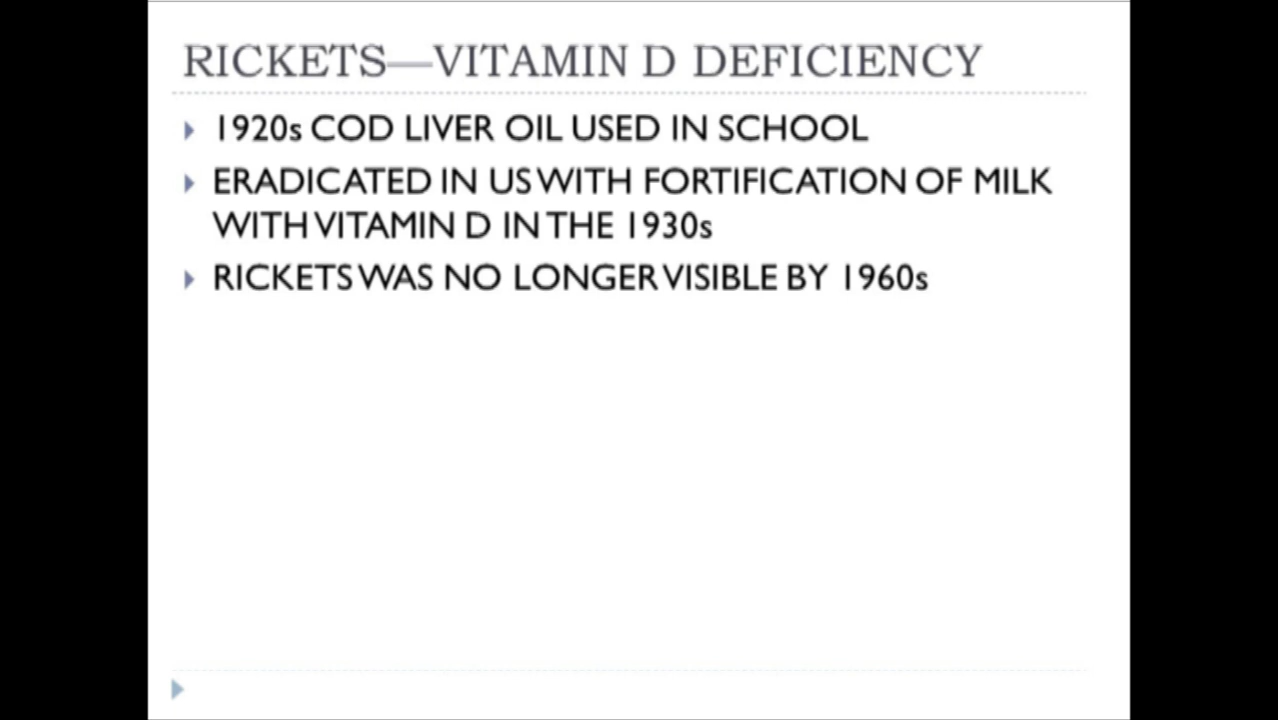 RICKETS—VITAMIN D DEFICIENCY
1920s COD LIVER OIL USED IN SCHOOL
ERADICATED IN US WITH FORTIFICATION OF MILK
WITH VITAMIN D IN THE 1930s
RICKETS WAS NO LONGER VISIBLE BY 1960s